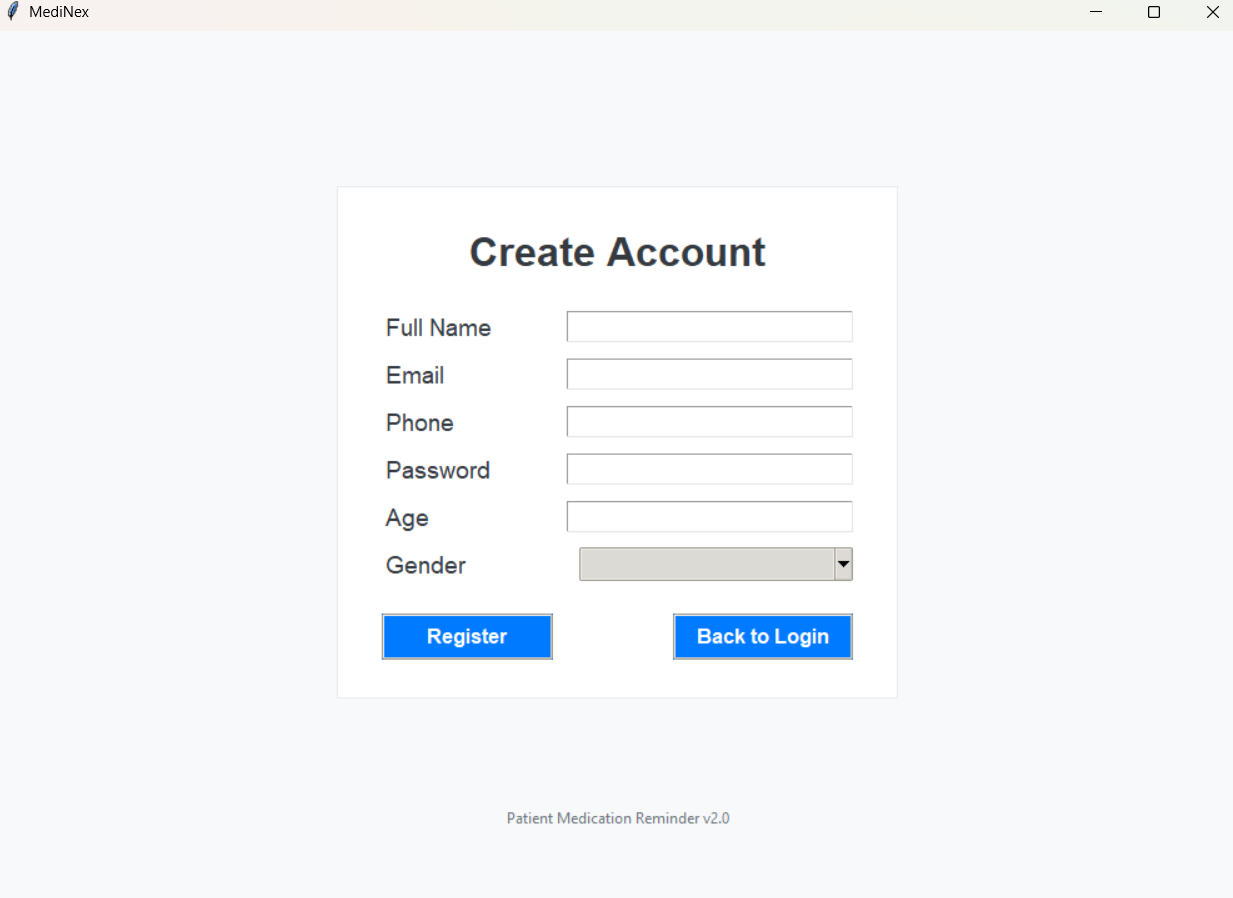 MediNex
Create Account
Full Name
Email
Phone
Password
Age
Gender
Register Back to Login
Patient Medication Reminder v2.0